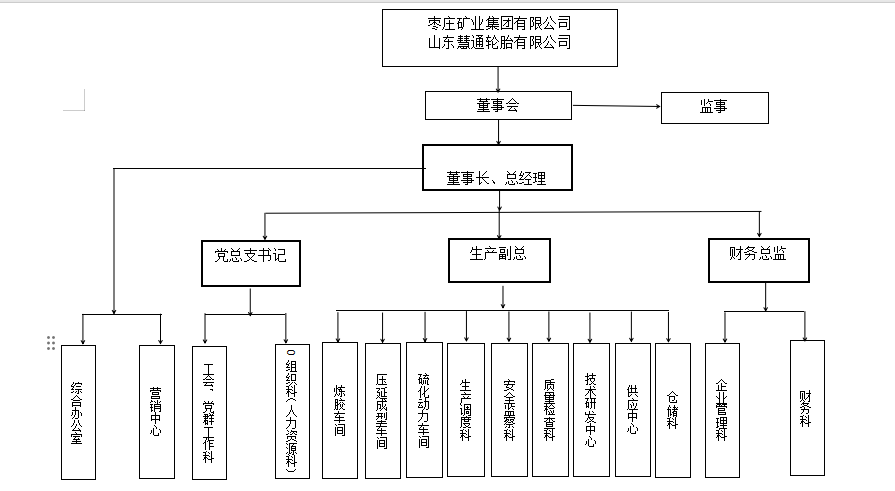 枣庄矿业集团有限公司
山东慧通轮胎有限公司
董事会
监事
董事长、总经理
党总支书记
生产副总
财务总监
综合办公室
营销中心
工会、党群工作科
0组织科（人力资源科）
炼胶车间
压延成型车间
硫化动力车间
生产调度科
安全监察科
质量检查科
技术研发中心
供应中心
仓储科
企业管理科
财务科